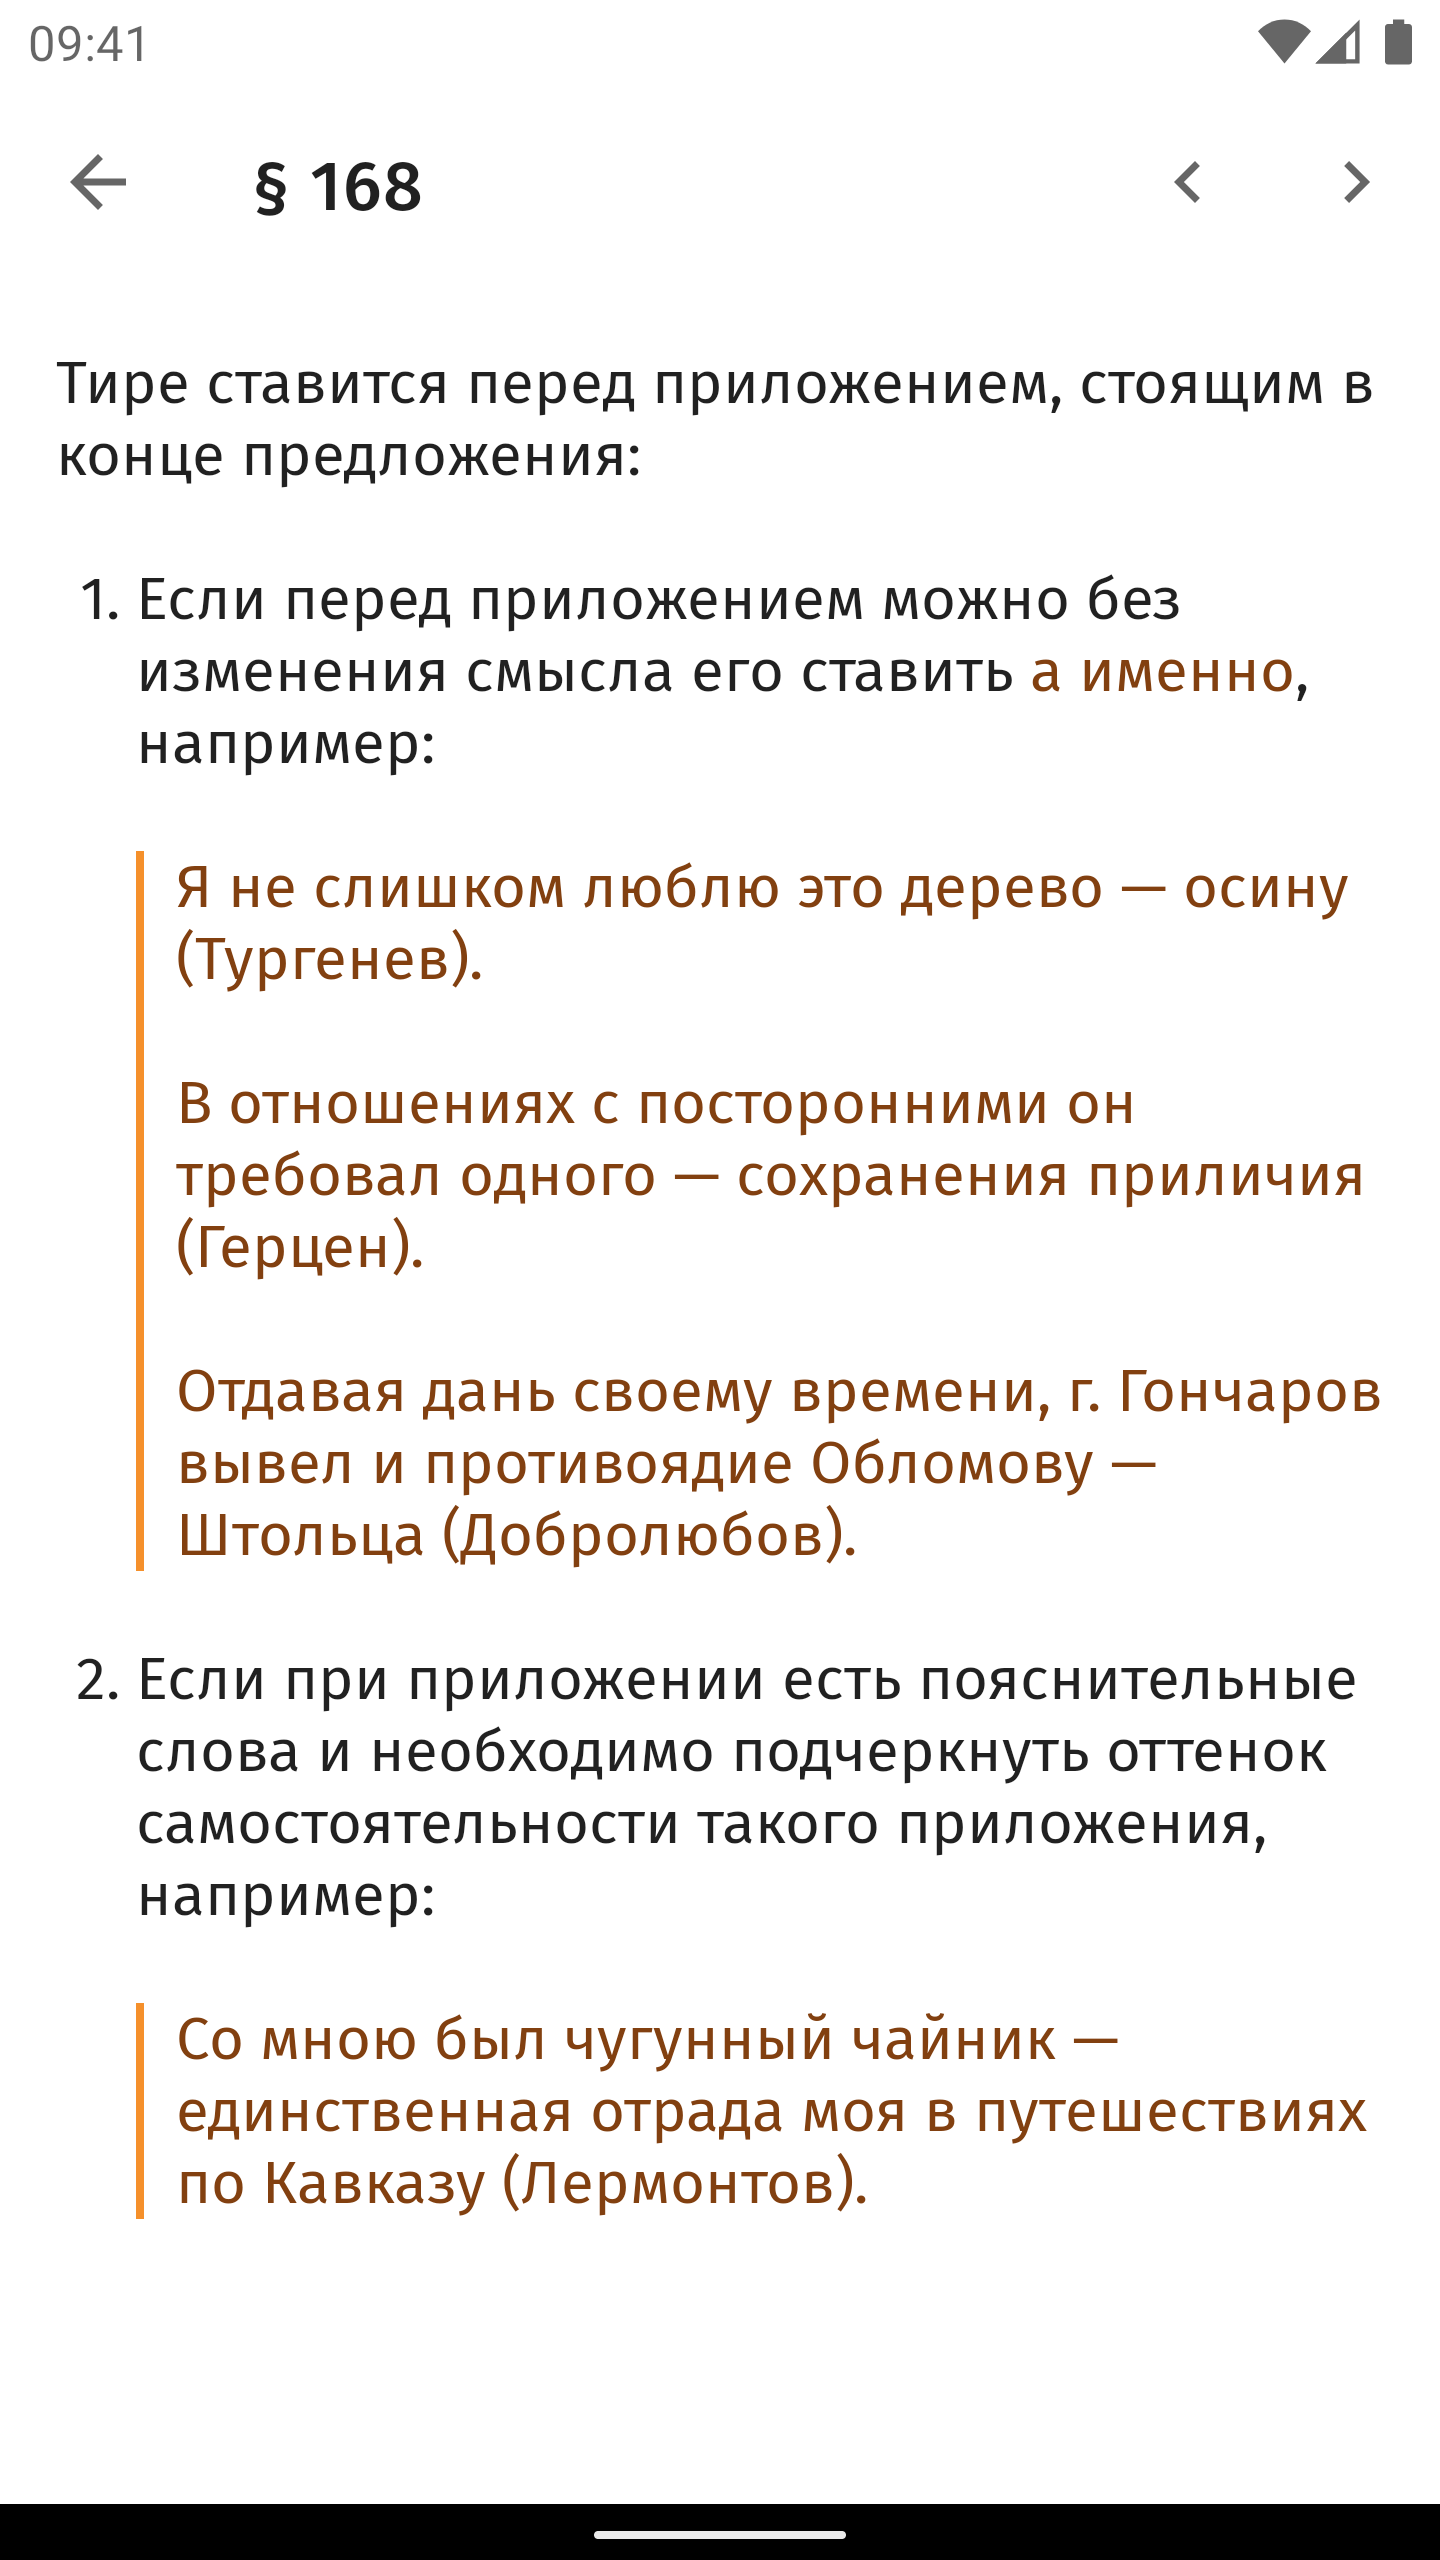 09:41
§ 168
Тире ставится перед приложением, стоящим в
конце предложения:
1. Если перед приложением можно без
изменения смысла его ставить а именно,
например:
Я не слишком люблю это дерево — осину
(Тургенев).
В отношениях с посторонними он
требовал одного — сохранения приличия
(Герцен).
Отдавая дань своему времени, г. Гончаров
вывел и противоядие Обломову —
Штольца (Добролюбов).
2. Если при приложении есть пояснительные
слова и необходимо подчеркнуть оттенок
самостоятельности такого приложения,
например:
Со мною был чугунный чайник —
единственная отрада моя в путешествиях
по Кавказу (Лермонтов).